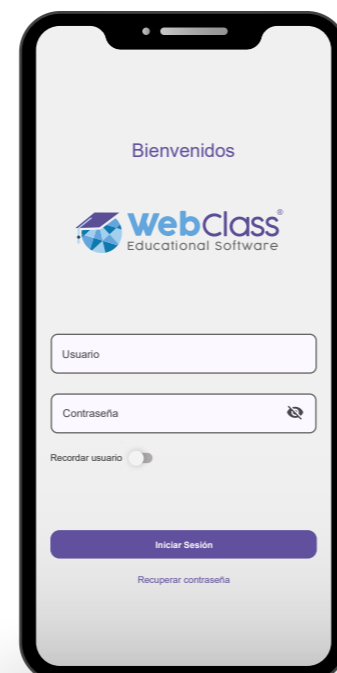 Bienvenidos
WebClass®
Educational Software
Usuario
Contraseña
Recordar usuario
Iniciar Sesión
Recuperar contraseña